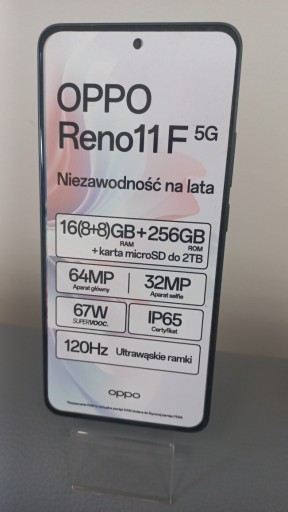 OPPO
Reno11 F 5G
Niezawodność na lata
16(8+8)GB+256GB
RAM ROM
+ karta microSD do 2TB
64MP 32MP
Aparat główny Aparat selfie
67W IP65
SUPERVOOC. Certyfikat
120Hz Ultrawąskie ramki
oppo